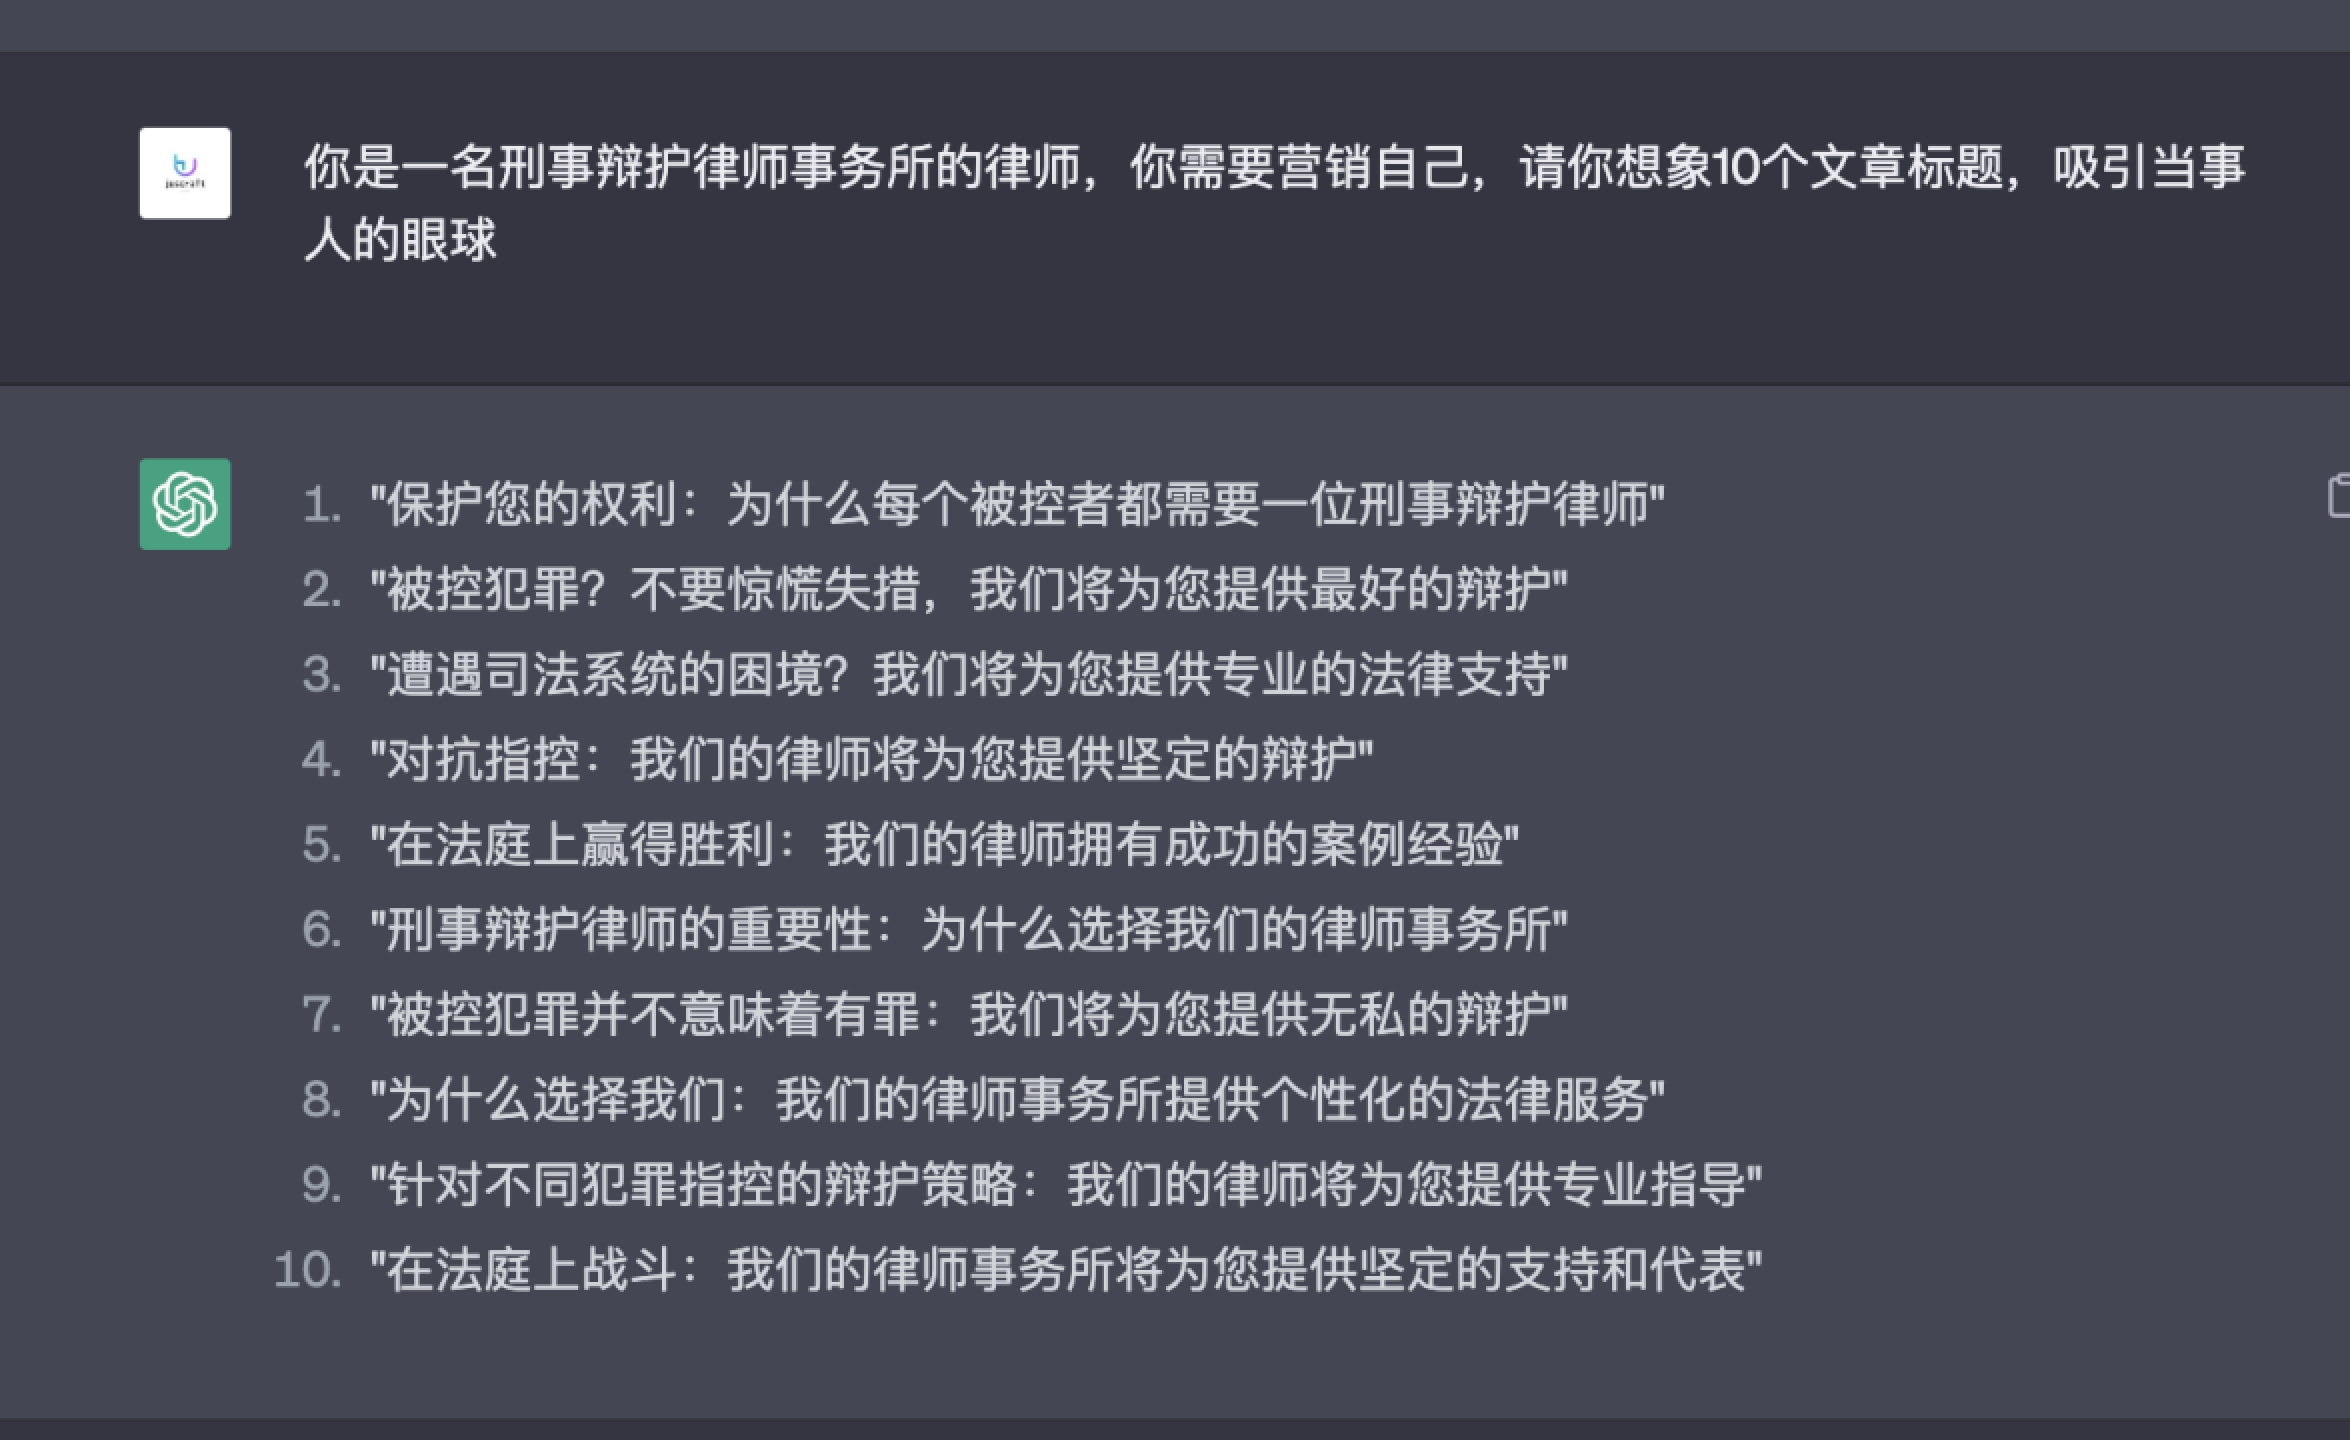 你是一名刑事辩护律师事务所的律师，你需要营销自己，请你想象10个文章标题，吸引当事
人的眼球
1. "保护您的权利：为什么每个被控者都需要一位刑事辩护律师"
2. "被控犯罪？不要惊慌失措，我们将为您提供最好的辩护"
3. "遭遇司法系统的困境？我们将为您提供专业的法律支持"
4. "对抗指控：我们的律师将为您提供坚定的辩护"
5. "在法庭上赢得胜利：我们的律师拥有成功的案例经验"
6. "刑事辩护律师的重要性：为什么选择我们的律师事务所"
7. "被控犯罪并不意味着有罪：我们将为您提供无私的辩护"
8. "为什么选择我们：我们的律师事务所提供个性化的法律服务"
9. "针对不同犯罪指控的辩护策略：我们的律师将为您提供专业指导"
10. "在法庭上战斗：我们的律师事务所将为您提供坚定的支持和代表"